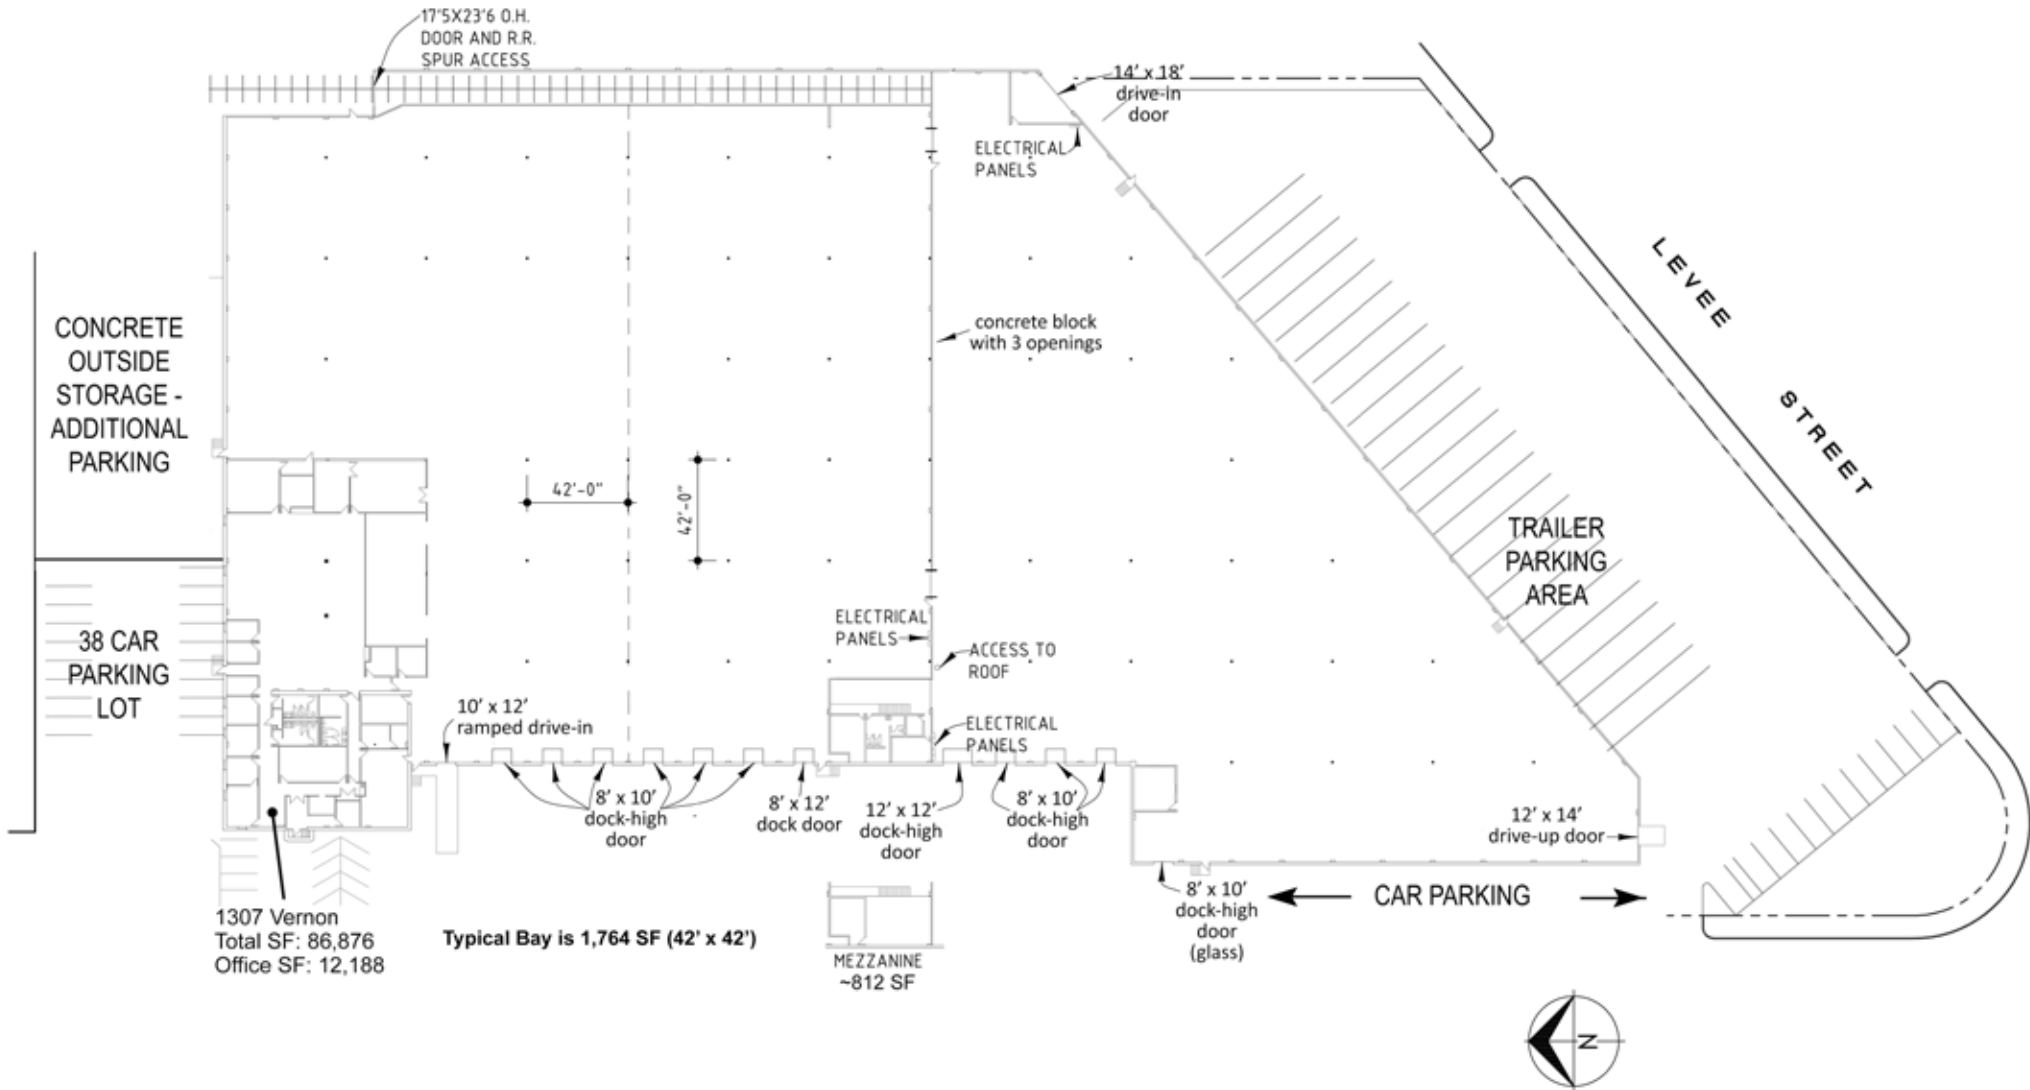 17'5X23'6 O.H.
DOOR AND R.R.
SPUR ACCESS
14' x 18'
drive-in
door
ELECTRICAL
PANELS
LEVEE STREET
CONCRETE
OUTSIDE
STORAGE -
ADDITIONAL
PARKING
concrete block
with 3 openings
42'-0"
42'-0"
TRAILER
PARKING
AREA
38 CAR
PARKING
LOT
ELECTRICAL
PANELS
ACCESS TO
ROOF
10' x 12'
ramped drive-in
ELECTRICAL
PANELS
8' x 10'
dock-high
door
8' x 12'
dock door
12' x 12'
dock-high
door
8' x 10'
dock-high
door
12' x 14'
drive-up door
8' x 10'
dock-high
door
(glass)
CAR PARKING
1307 Vernon
Total SF: 86,876
Office SF: 12,188
Typical Bay is 1,764 SF (42' x 42')
MEZZANINE
~812 SF
N